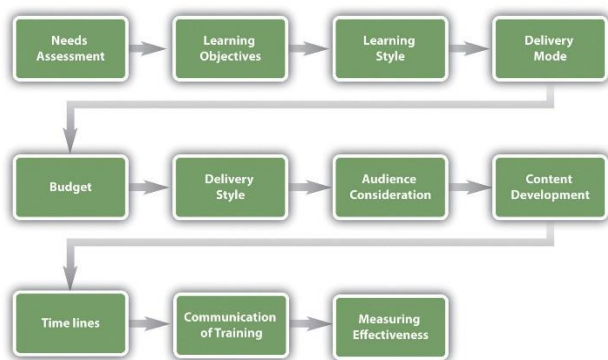 Needs
Assessment
Learning
Objectives
Learning
Style
Delivery
Mode
Budget
Delivery
Style
Audience
Consideration
Content
Development
Time lines
Communication
of Training
Measuring
Effectiveness